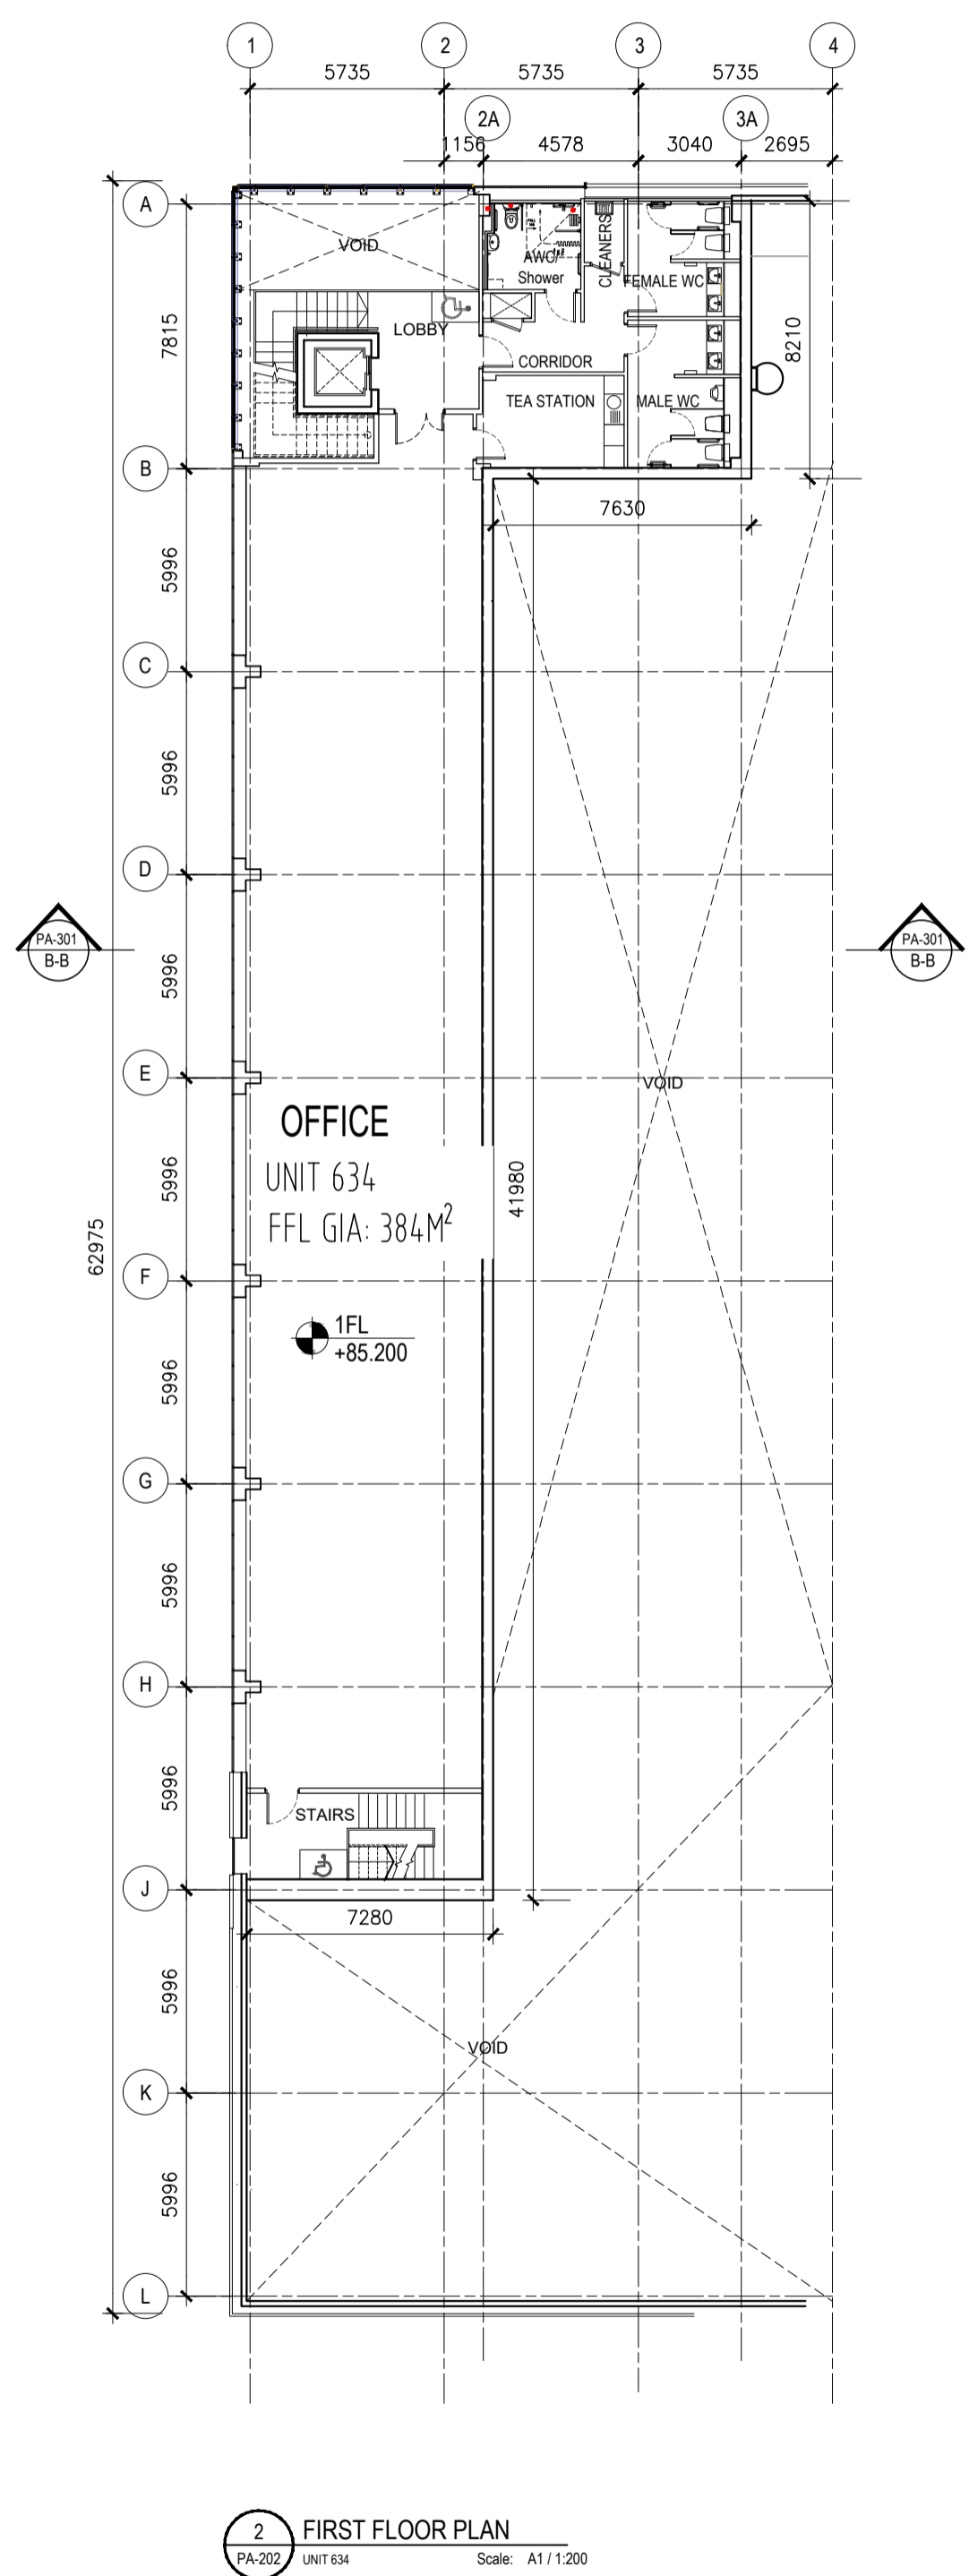 1 2 3 4
5735 5735 5735
2A 3A
1156 4578 3040 2695
A
VOID
AWC/
Shower
CLEANERS
FEMALE WC
LOBBY
7815
8210
CORRIDOR
TEA STATION
MALE WC
B
7630
5996
C
5996
D
PA-301
B-B
PA-301
B-B
5996
E
VOID
OFFICE
UNIT 634
FFL GIA: 384M²
5996
41980
62975
F
1FL
+85.200
5996
G
5996
H
5996
STAIRS
J
7280
5996
VOID
K
5996
L
2
PA-202
FIRST FLOOR PLAN
UNIT 634 Scale: A1 / 1:200